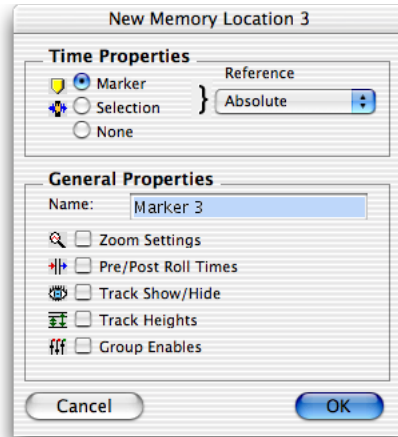 New Memory Location 3
Time Properties
Marker
Selection
None
Reference
Absolute
General Properties
Name: Marker 3
Zoom Settings
Pre/Post Roll Times
Track Show/Hide
Track Heights
Group Enables
Cancel OK